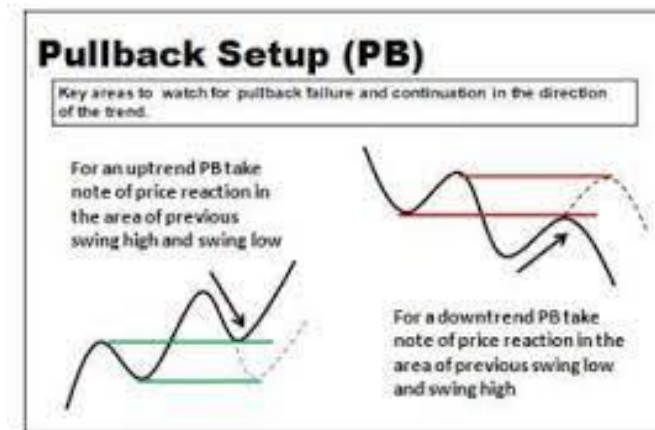 Pullback Setup (PB)
Key areas to watch for pullback failure and continuation in the direction
of the trend.
For an uptrend PB take
note of price reaction in
the area of previous
swing high and swing low
For a downtrend PB take
note of price reaction in the
area of previous swing low
and swing high